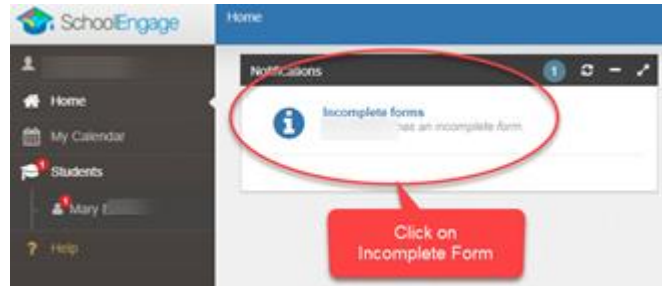 SchoolEngage
Home
Home
My Calendar
Students
Mary
Help
Notifications
1
Incomplete forms
has an incomplete form
Click on
Incomplete Form